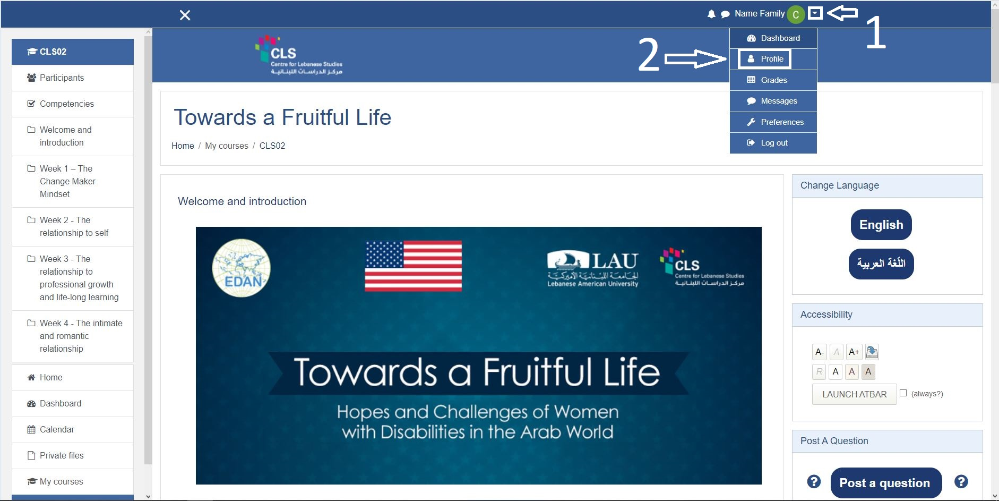 Name Family
C
1
CLS
Centre for Lebanese Studies
مركز الدراسات اللبنانية
2
Dashboard
Profile
Grades
Messages
Preferences
Log out
CLS02
Participants
Competencies
Welcome and
introduction
Week 1 – The
Change Maker
Mindset
Week 2 - The
relationship to self
Week 3 - The
relationship to
professional growth
and life-long learning
Week 4 - The intimate
and romantic
relationship
Home
Dashboard
Calendar
Private files
My courses
Towards a Fruitful Life
Home / My courses / CLS02
Welcome and introduction
EDAN
LAU
الجامعة اللبنانية الأميركية
Lebanese American University
CLS
Centre for Lebanese Studies
مركز الدراسات اللبنانية
Towards a Fruitful Life
Hopes and Challenges of Women
with Disabilities in the Arab World
Change Language
English
اللّغة العربية
Accessibility
A- A A+
R A A A
LAUNCH ATBAR (always?)
Post A Question
? Post a question ?